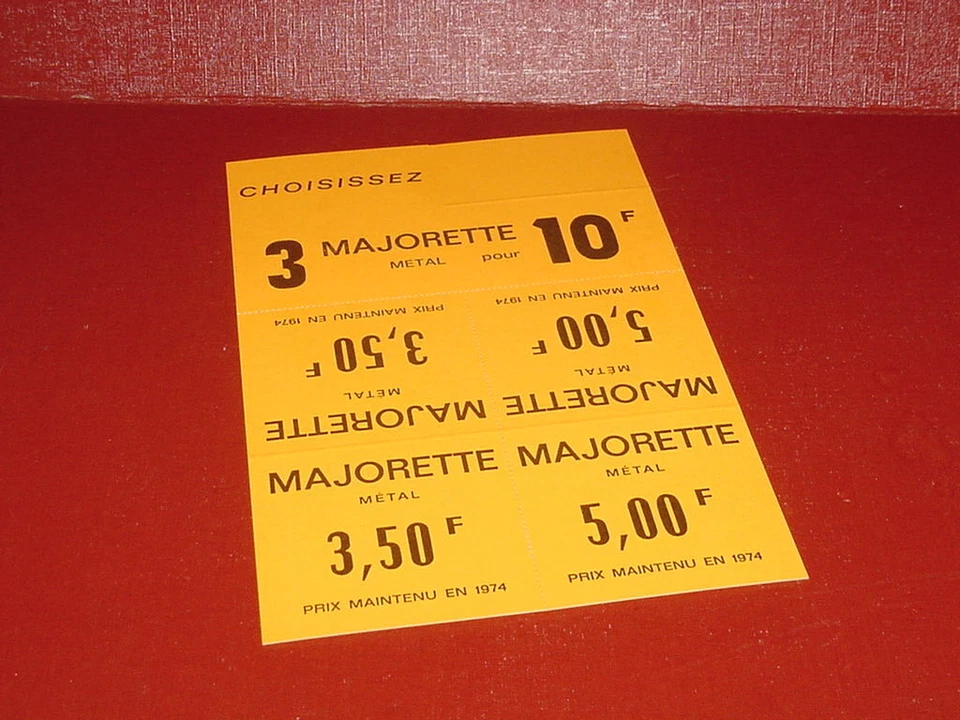 CHOISISSEZ
3 MAJORETTE 10 F
METAL pour
PRIX MAINTENU EN 1974
3,50 F
MÉTAL
MAJORETTE
PRIX MAINTENU EN 1974
5,00 F
MÉTAL
MAJORETTE
MAJORETTE
MÉTAL
3,50 F
PRIX MAINTENU EN 1974
MAJORETTE
MÉTAL
5,00 F
PRIX MAINTENU EN 1974